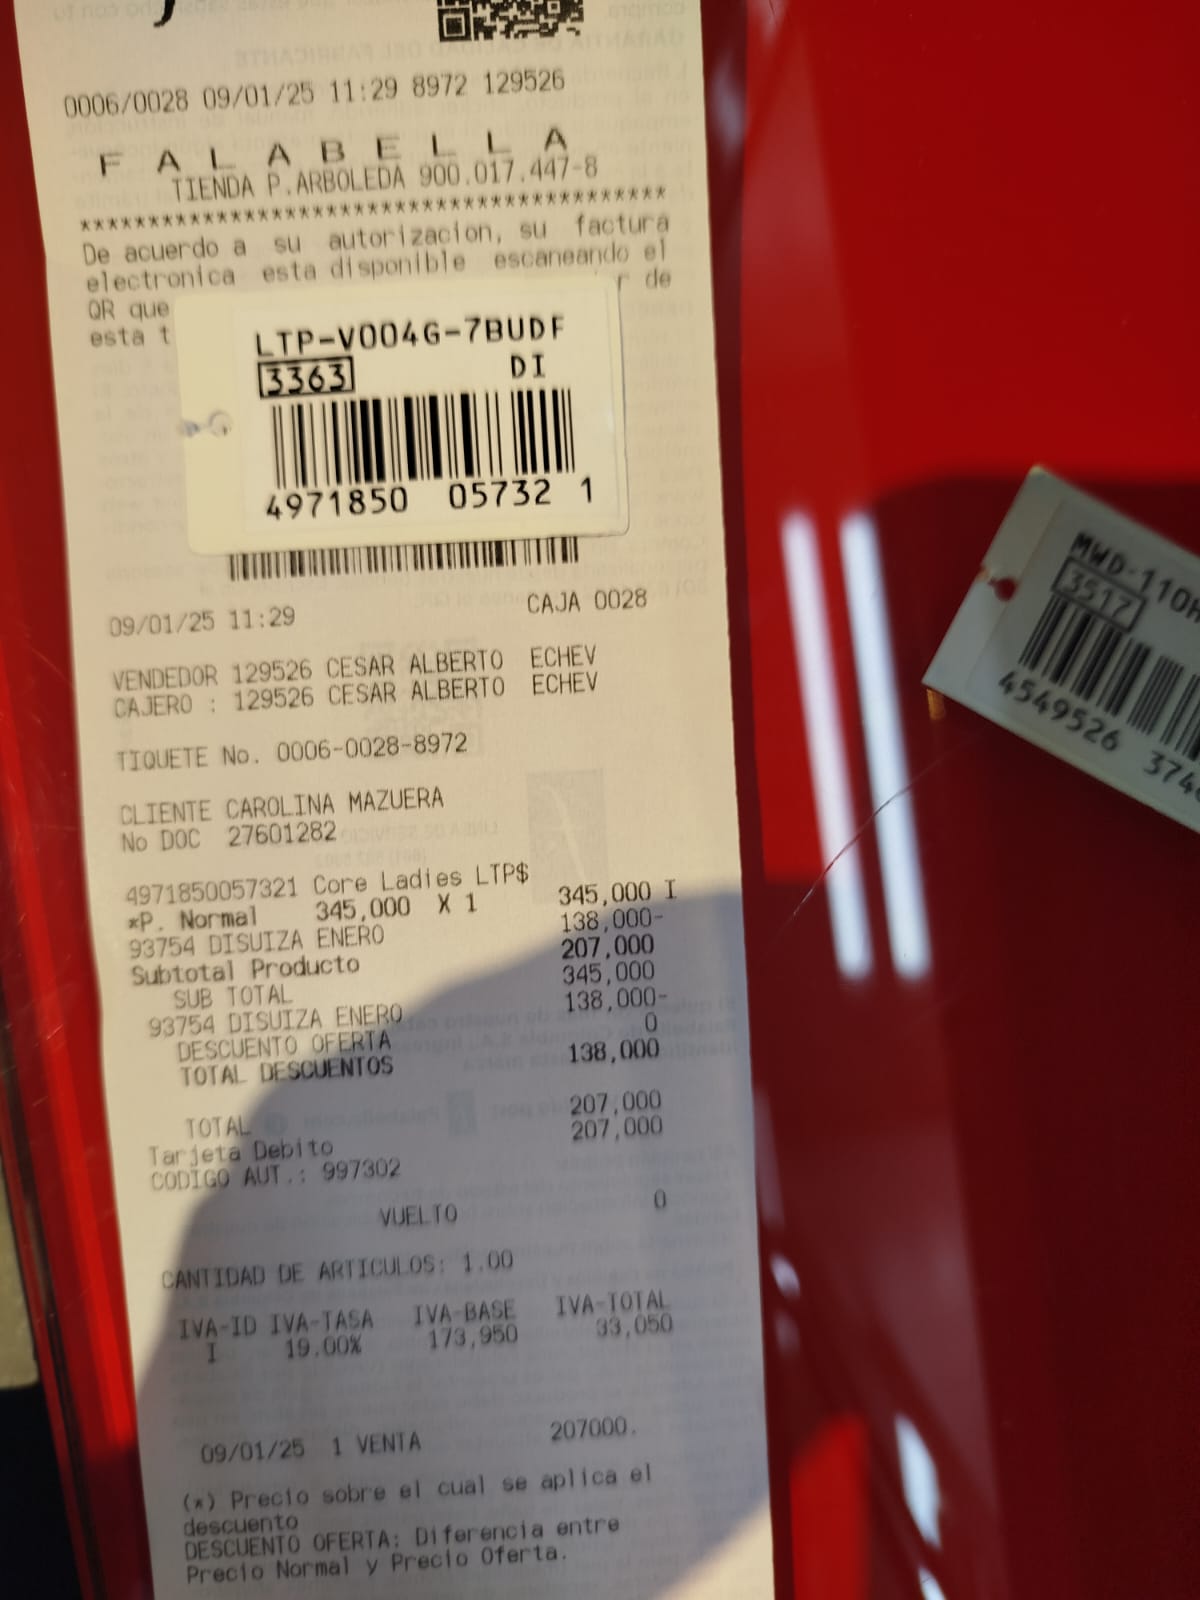 0006/0028 09/01/25 11:29 8972 129526
F A L A B E L L A
TIENDA P.ARBOLEDA 900.017.447-8
******************************************
De acuerdo a su autorizacion, su factura
electronica esta disponible escaneando el
QR que de
esta
LTP-V004G-7BUDF
3363 DI
4971850 05732 1
09/01/25 11:29 CAJA 0028
VENDEDOR 129526 CESAR ALBERTO ECHEV
CAJERO : 129526 CESAR ALBERTO ECHEV
TIQUETE No. 0006-0028-8972
CLIENTE CAROLINA MAZUERA
No DOC 27601282
4971850057321 Core Ladies LTP$
*P. Normal 345,000 X 1 345,000 I
93754 DISUIZA ENERO 138,000-
Subtotal Producto 207,000
SUB TOTAL 345,000
93754 DISUIZA ENERO 138,000-
DESCUENTO OFERTA 0
TOTAL DESCUENTOS 138,000
TOTAL 207,000
Tarjeta Debito 207,000
CODIGO AUT.: 997302
VUELTO 0
CANTIDAD DE ARTICULOS: 1.00
IVA-ID IVA-TASA IVA-BASE IVA-TOTAL
I 19.00% 173,950 33,050
09/01/25 1 VENTA 207000.
(*) Precio sobre el cual se aplica el
descuento
DESCUENTO OFERTA: Diferencia entre
Precio Normal y Precio Oferta.
MWD-110
3517
4549526 374